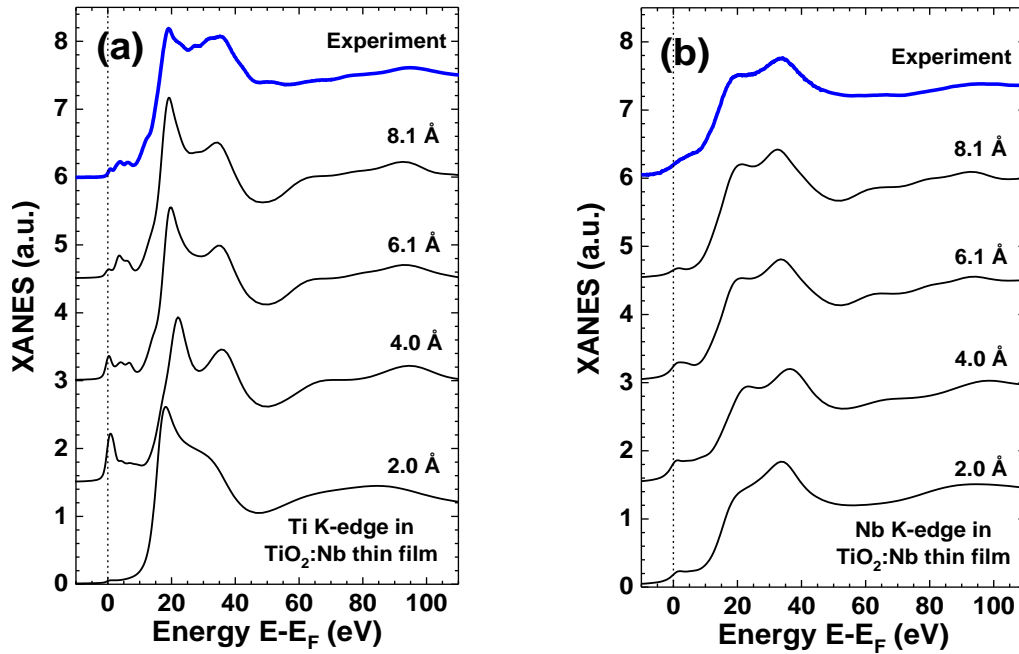 (a)
Experiment
8.1 Å
6.1 Å
4.0 Å
2.0 Å
Ti K-edge in
TiO2:Nb thin film
XANES (a.u.)
8
7
6
5
4
3
2
1
0
0 20 40 60 80 100
Energy E-EF (eV)
(b)
Experiment
8.1 Å
6.1 Å
4.0 Å
2.0 Å
Nb K-edge in
TiO2:Nb thin film
XANES (a.u.)
8
7
6
5
4
3
2
1
0
0 20 40 60 80 100
Energy E-EF (eV)